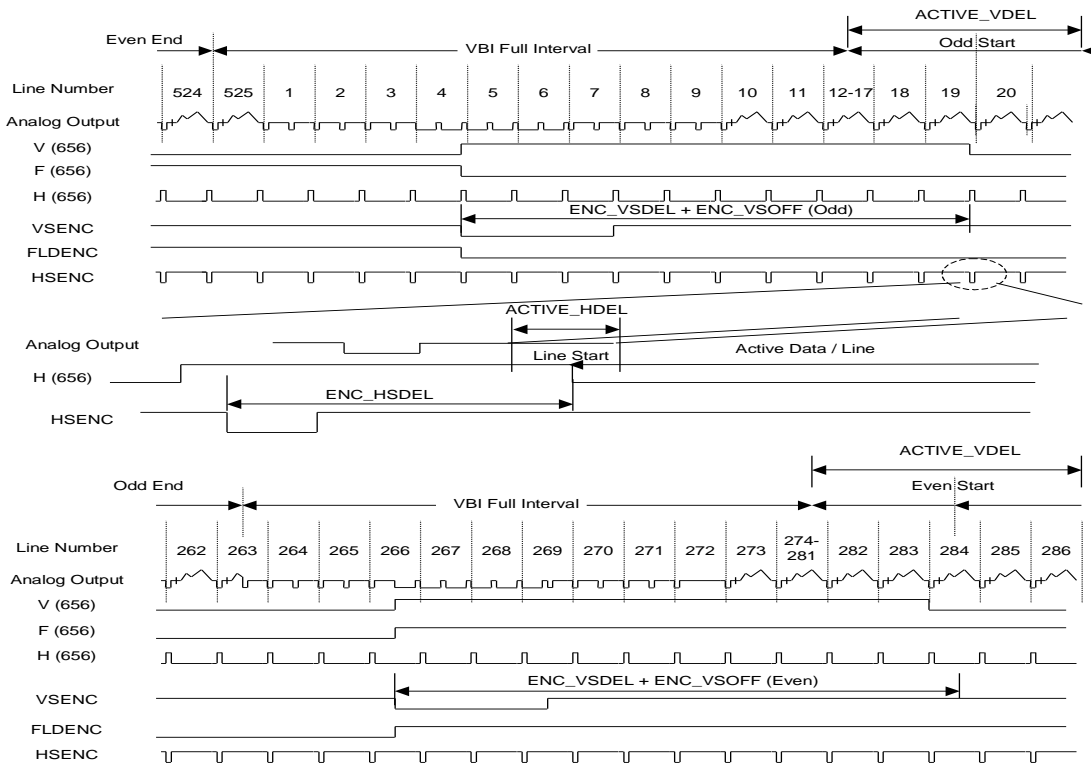 ACTIVE_VDEL
Even End
VBI Full Interval
Odd Start
Line Number
524 525 1 2 3 4 5 6 7 8 9 10 11 12-17 18 19 20
Analog Output
V (656)
F (656)
H (656)
ENC_VSDEL + ENC_VSOFF (Odd)
VSENC
FLDENC
HSENC
ACTIVE_HDEL
Analog Output
Line Start
Active Data / Line
H (656)
ENC_HSDEL
HSENC
ACTIVE_VDEL
Odd End
VBI Full Interval
Even Start
Line Number
262 263 264 265 266 267 268 269 270 271 272 273 274-281 282 283 284 285 286
Analog Output
V (656)
F (656)
H (656)
ENC_VSDEL + ENC_VSOFF (Even)
VSENC
FLDENC
HSENC